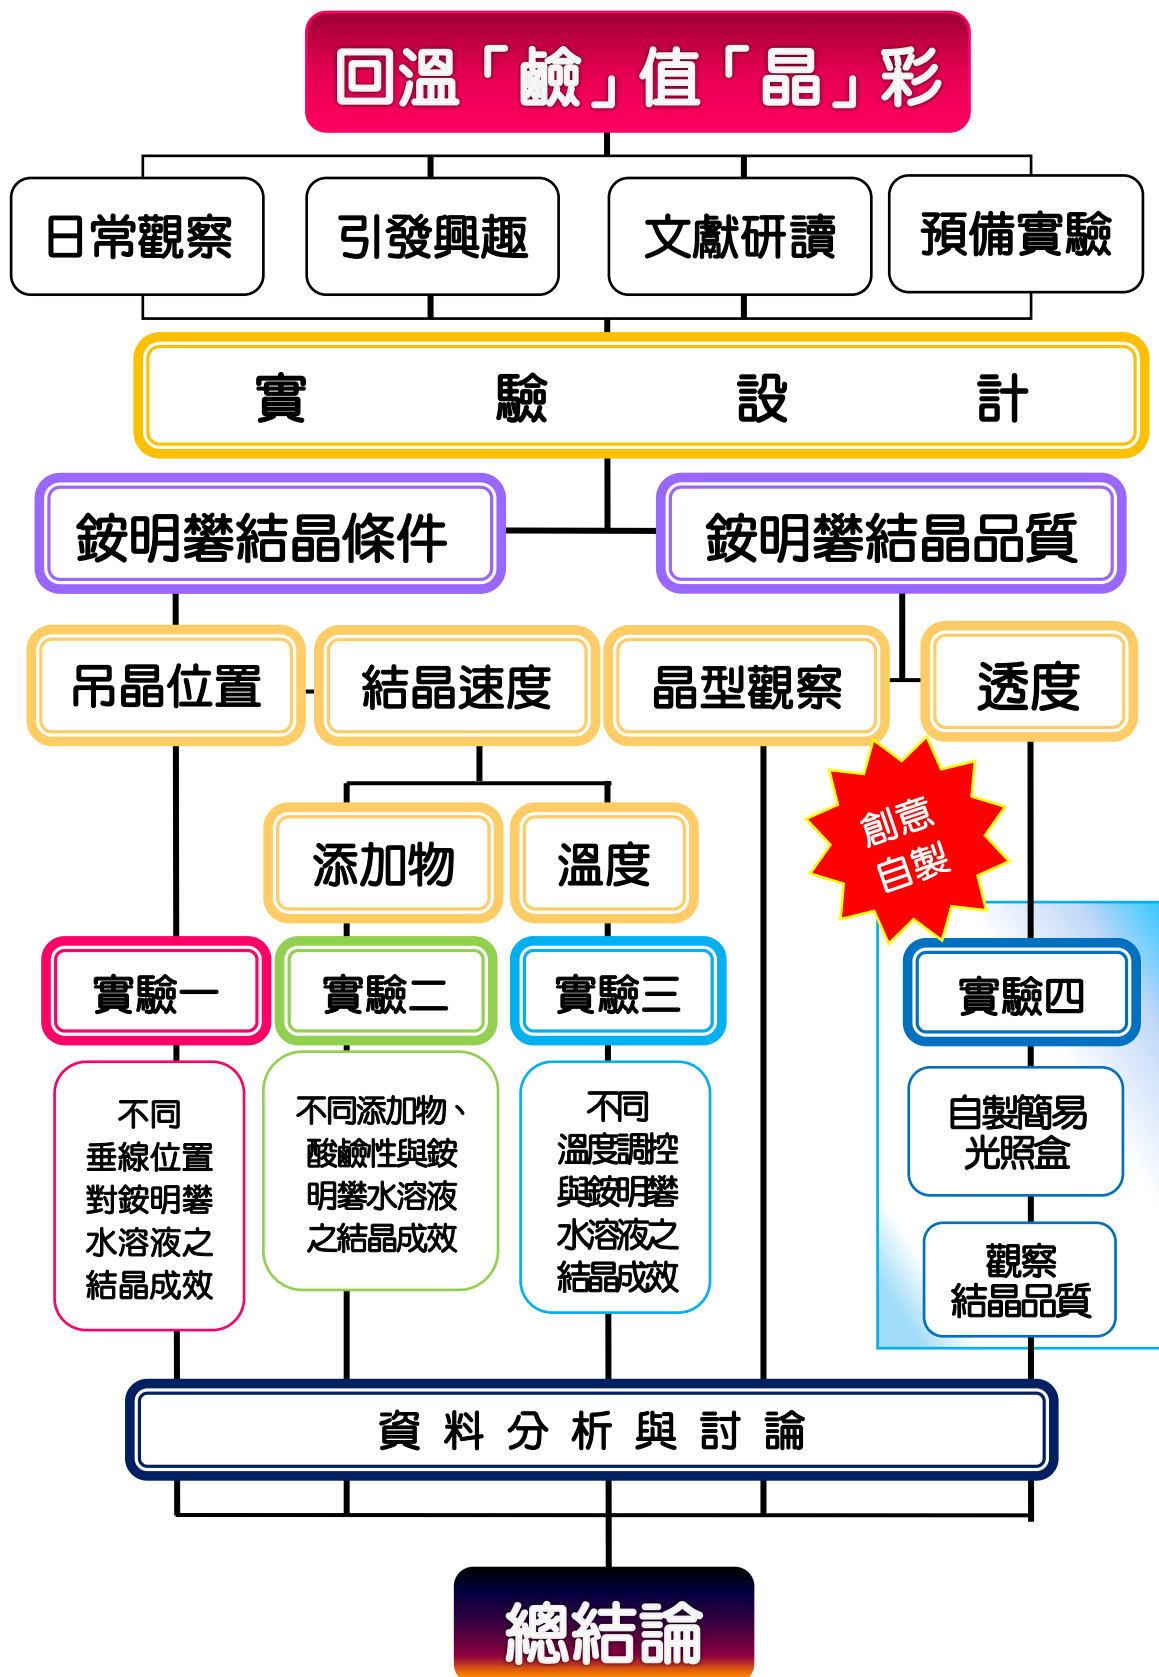 回溫「鹼」值「晶」彩
日常觀察
引發興趣
文獻研讀
預備實驗
實驗設計
銨明礬結晶條件
銨明礬結晶品質
吊晶位置
結晶速度
晶型觀察
透度
創意
自製
添加物
溫度
實驗一
實驗二
實驗三
實驗四
不同
垂線位置
對銨明礬
水溶液之
結晶成效
不同添加物、
酸鹼性與銨
明礬水溶液
之結晶成效
不同
溫度調控
與銨明礬
水溶液之
結晶成效
自製簡易
光照盒
觀察
結晶品質
資料分析與討論
總結論